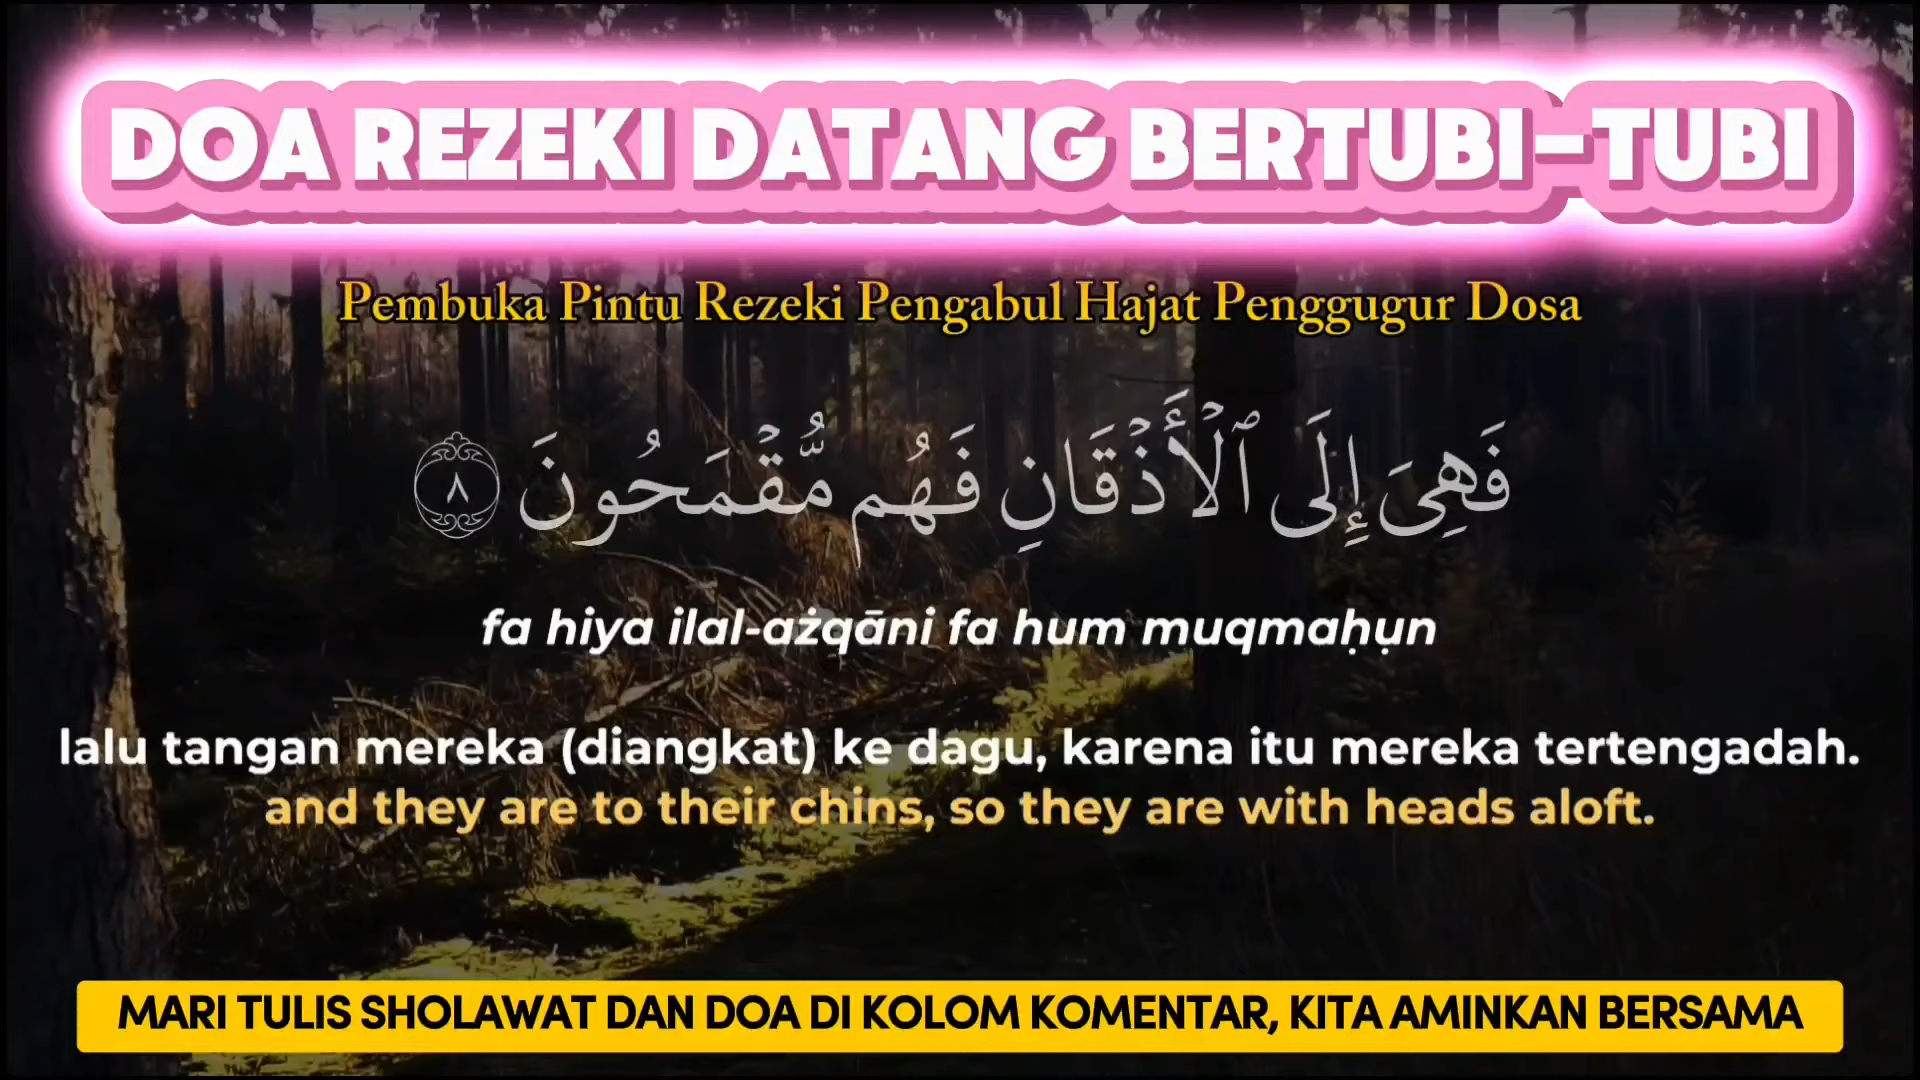 DOA REZEKI DATANG BERTUBI-TUBI
Pembuka Pintu Rezeki Pengabul Hajat Penggugur Dosa
فَهِىَ إِلَى ٱلْأَذْقَانِ فَهُم مُّقْمَحُونَ ٨
fa hiya ilal-ażqāni fa hum muqmaḥụn
lalu tangan mereka (diangkat) ke dagu, karena itu mereka tertengadah.
and they are to their chins, so they are with heads aloft.
MARI TULIS SHOLAWAT DAN DOA DI KOLOM KOMENTAR, KITA AMINKAN BERSAMA